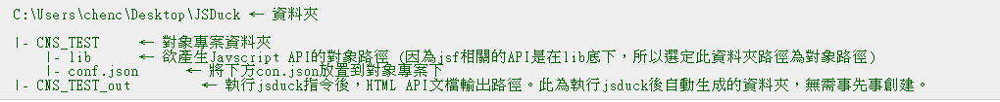 C:\Users\chenc\Desktop\JSDuck ← 資料夾
|- CNS_TEST ← 對象專案資料夾
|- lib ← 欲產生Javscript API的對象路徑 (因為jsf相關的API是在lib底下，所以選定此資料夾路徑為對象路徑)
|- conf.json ← 將下方con.json放置到對象專案下
|- CNS_TEST_out ← 執行jsduck指令後，HTML API文檔輸出路徑。此為執行jsduck後自動生成的資料夾，無需事先創建。